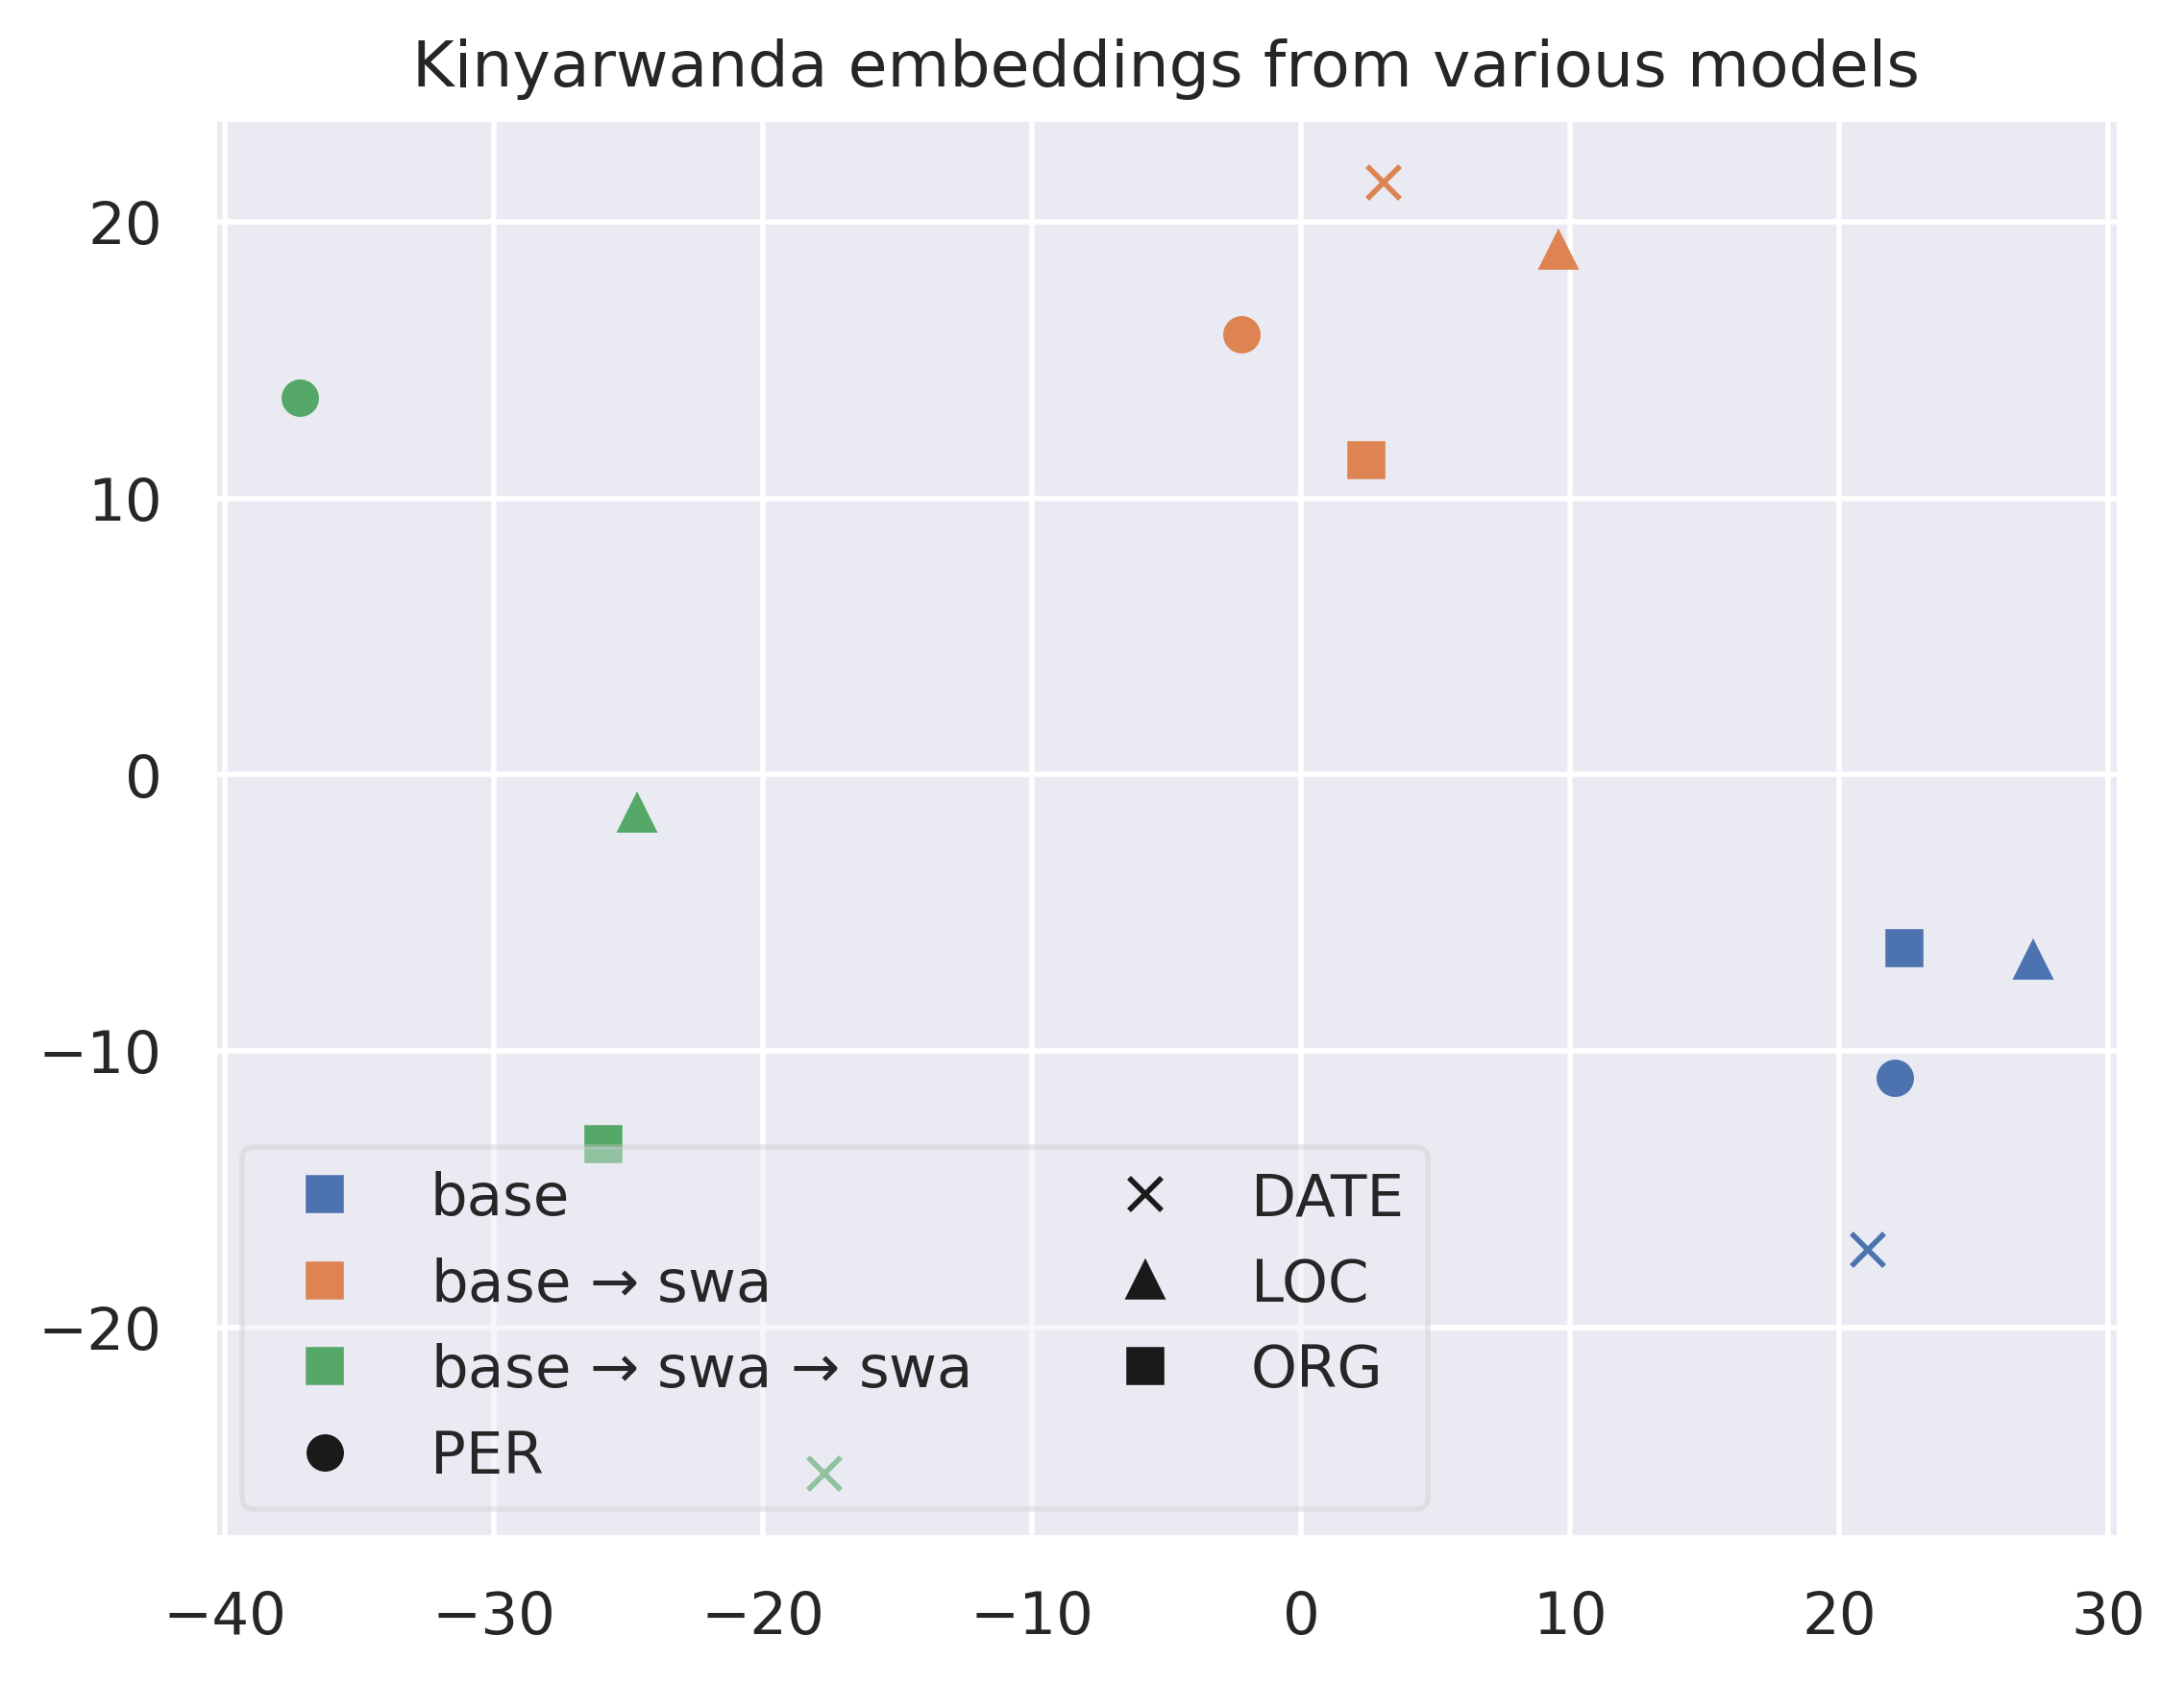 Kinyarwanda embeddings from various models
20
10
0
−10
−20
base
base → swa
base → swa → swa
PER
DATE
LOC
ORG
−40 −30 −20 −10 0 10 20 30